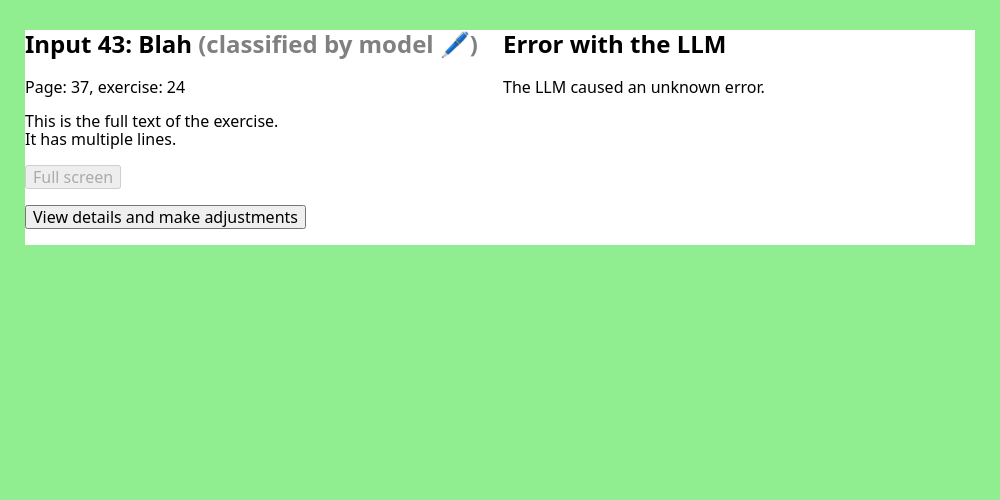 Input 43: Blah (classified by model 🖊️)
Page: 37, exercise: 24
This is the full text of the exercise.
It has multiple lines.
Full screen
View details and make adjustments
Error with the LLM
The LLM caused an unknown error.